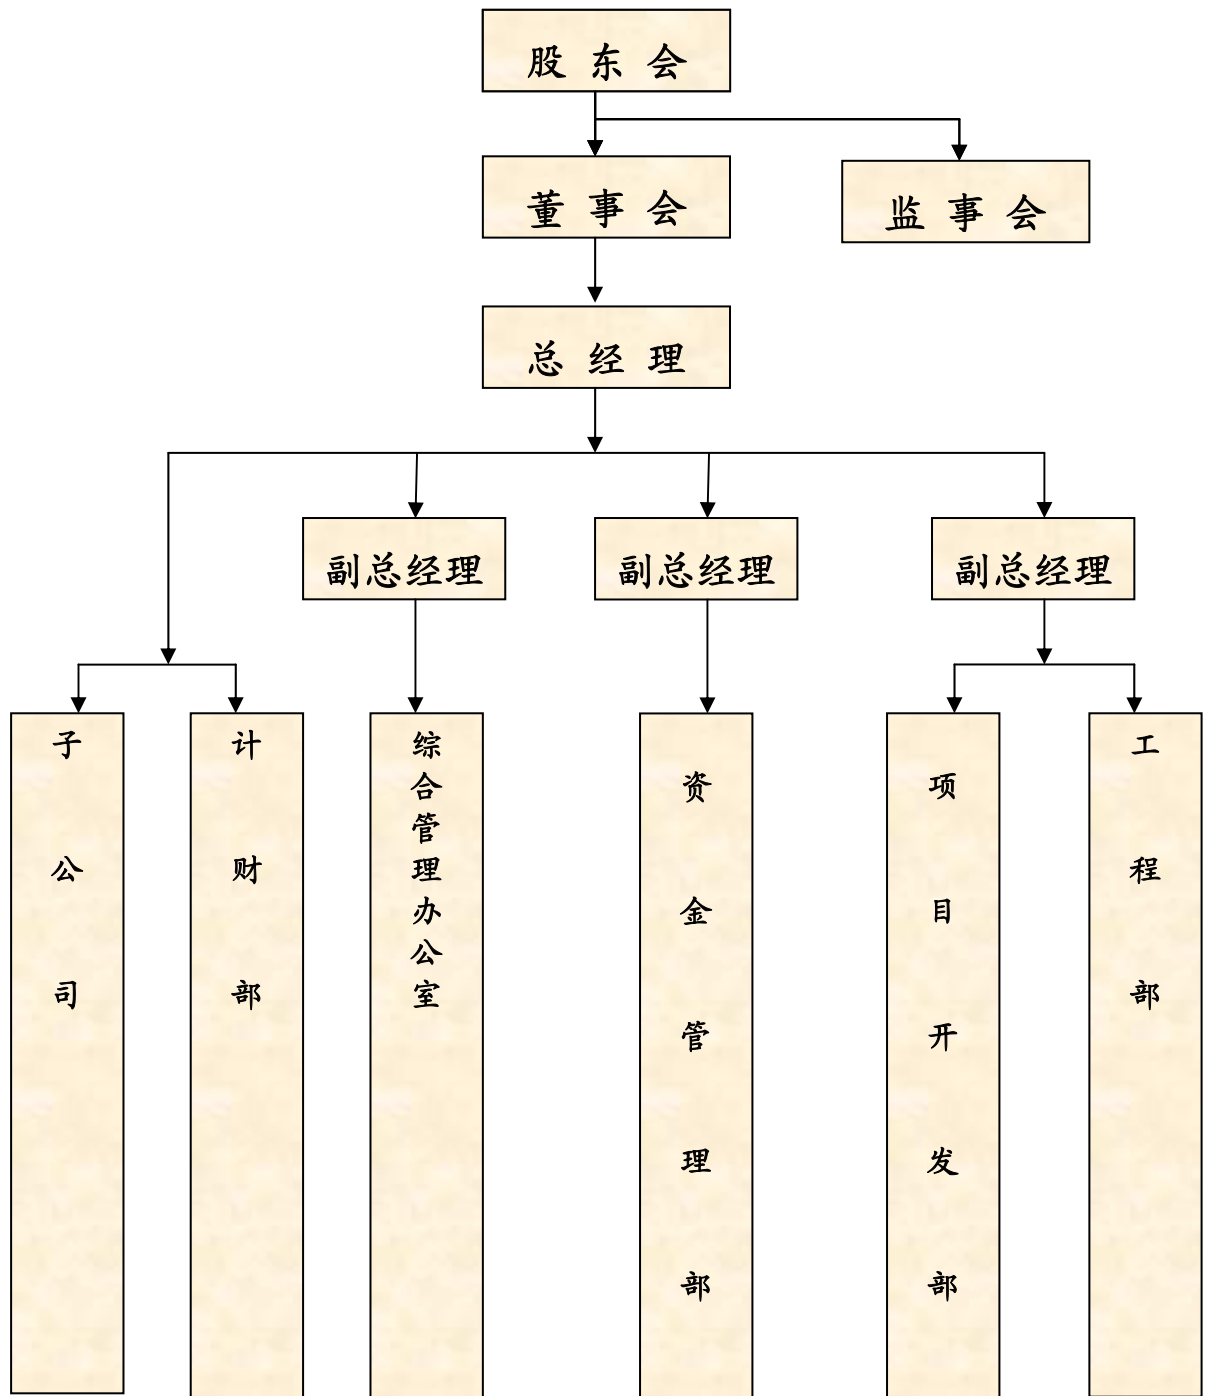 股东会
董事会
监事会
总经理
副总经理
副总经理
副总经理
子公司
计财部
综合管理办公室
资金管理部
项目开发部
工程部